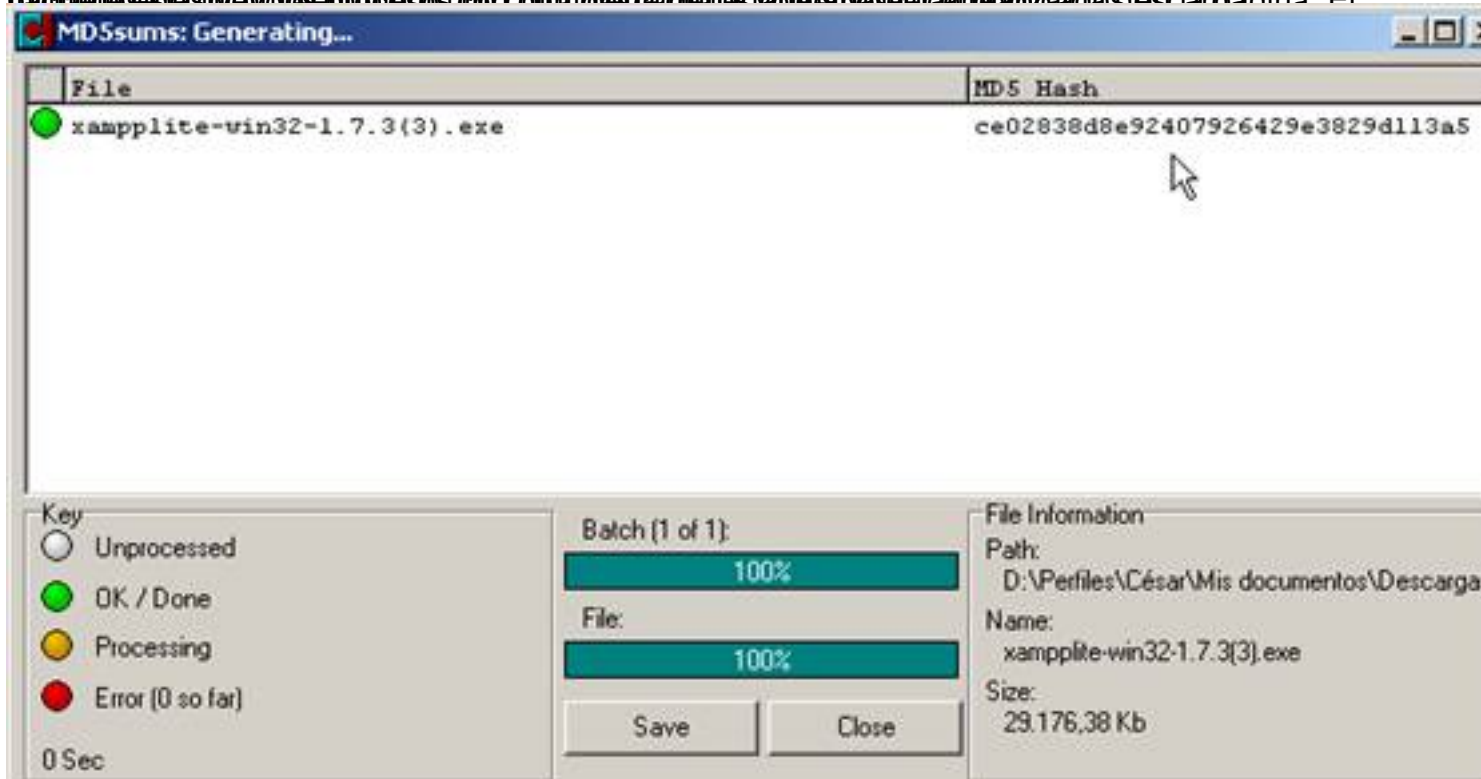 MD5sums: Generating...
File MD5 Hash
xampplite-win32-1.7.3(3).exe ce02838d8e92407926429e3829d113a5
Key
Unprocessed
OK / Done
Processing
Error (0 so far)
0 Sec
Batch (1 of 1):
100%
File:
100%
Save Close
File Information
Path:
D:\Perfiles\César\Mis documentos\Descarga
Name:
xampplite-win32-1.7.3(3).exe
Size:
29.176,38 Kb